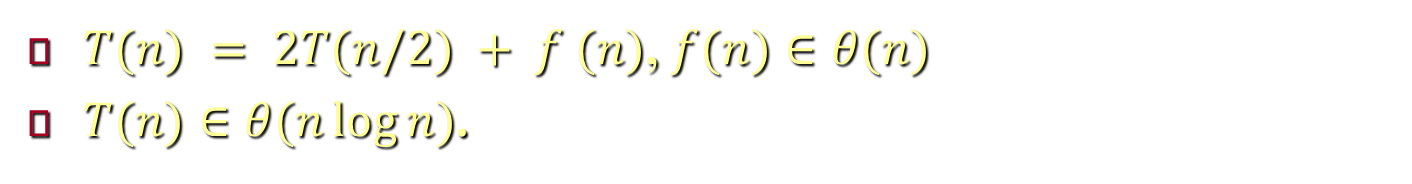 T(n) = 2T(n/2) + f (n), f(n) ∈ θ(n)
T(n) ∈ θ(n log n).